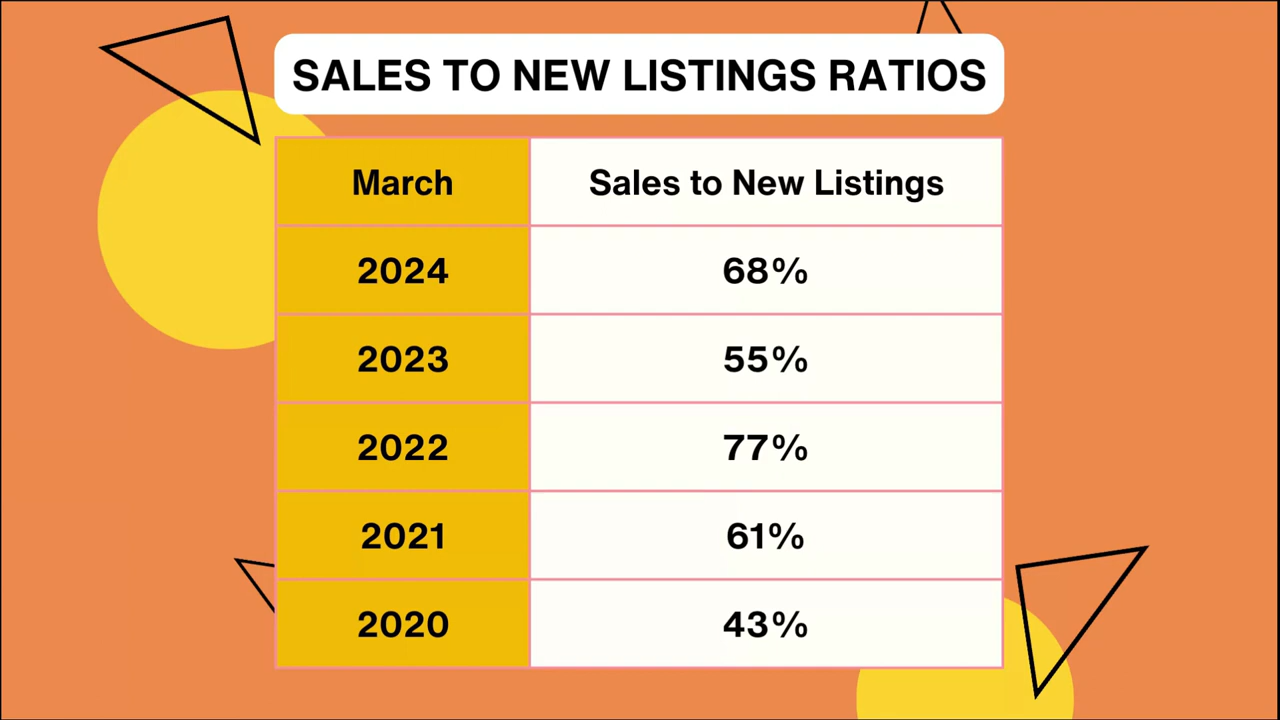 SALES TO NEW LISTINGS RATIOS
March Sales to New Listings
2024 68%
2023 55%
2022 77%
2021 61%
2020 43%